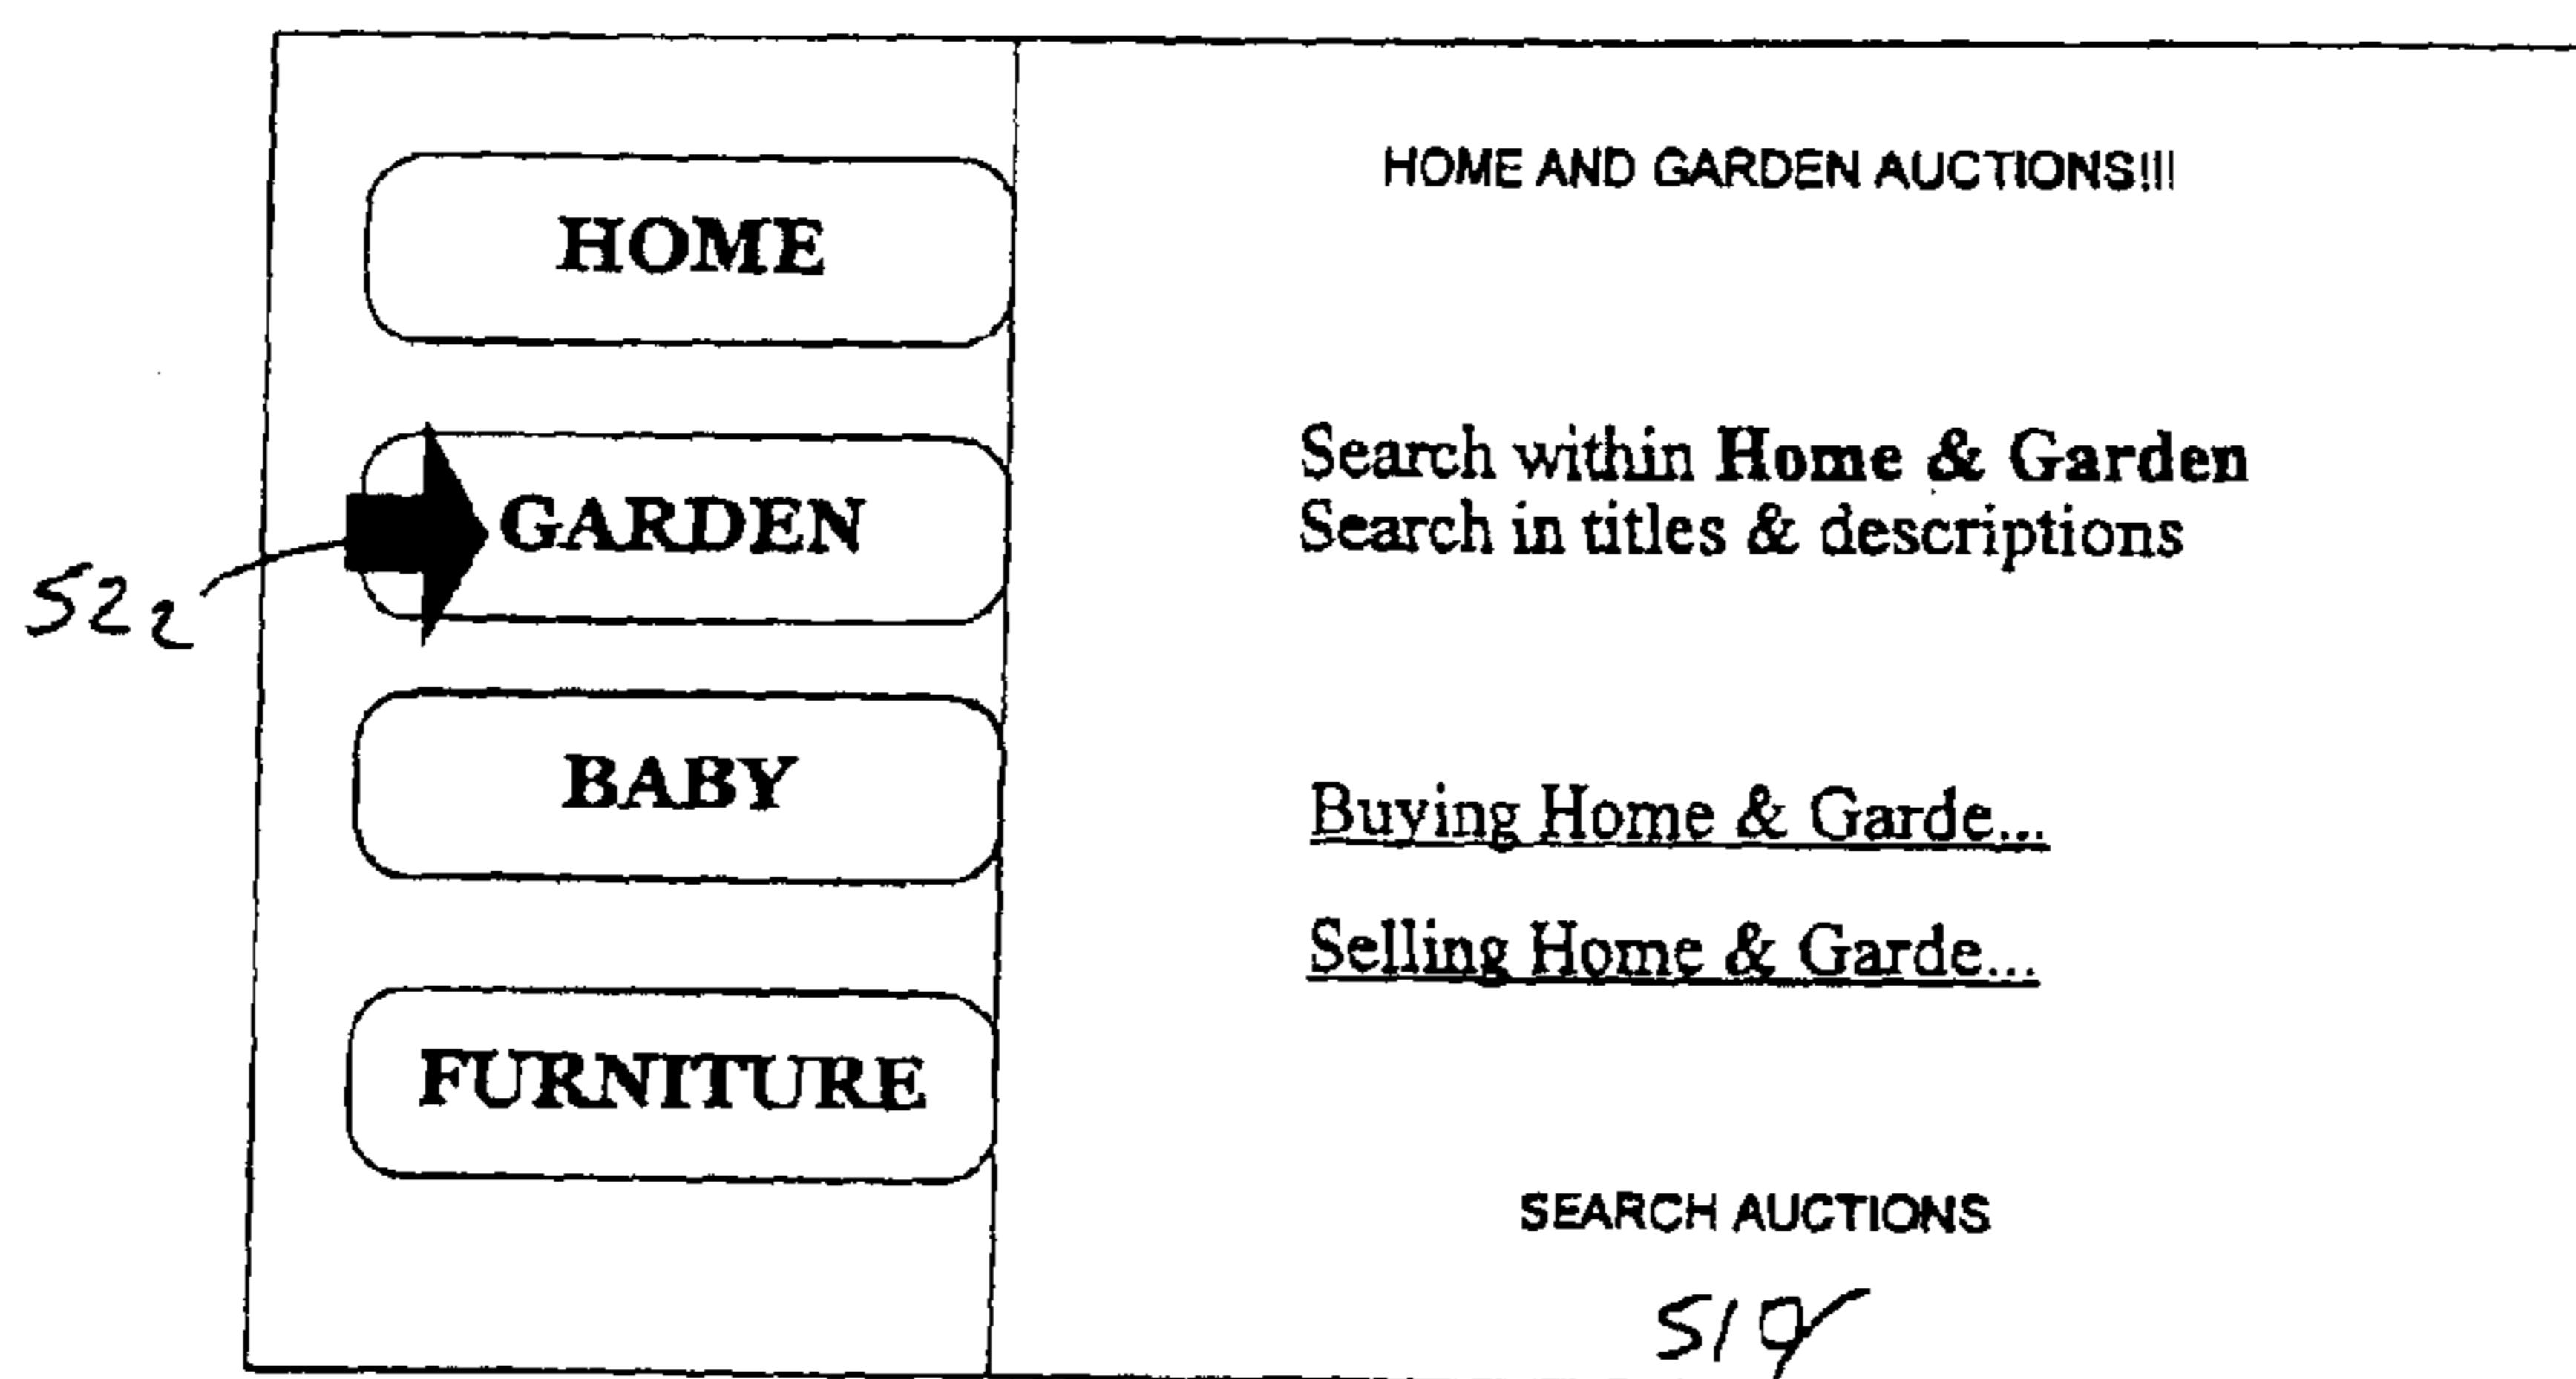 HOME
GARDEN
522
BABY
FURNITURE
HOME AND GARDEN AUCTIONS!!!
Search within Home & Garden
Search in titles & descriptions
Buying Home & Garde...
Selling Home & Garde...
SEARCH AUCTIONS
519